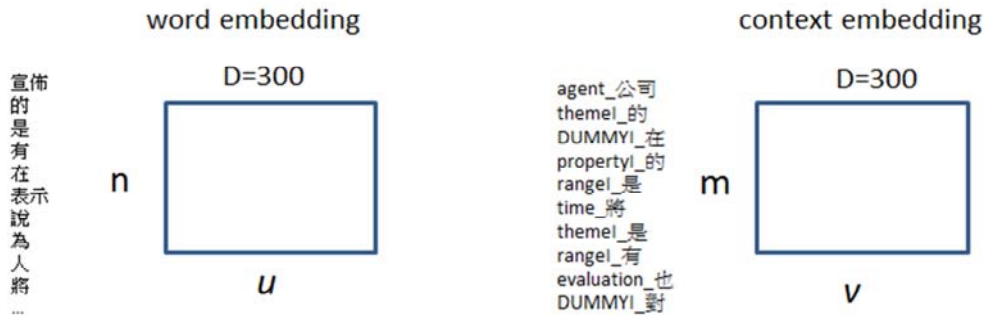 word embedding
D=300
宣佈
的
是
有
在
表示
說
為
人
將
...
n
u
context embedding
D=300
agent_公司
themeI_的
DUMMYI_在
propertyI_的
rangeI_是
time_將
themeI_是
rangeI_有
evaluation_也
DUMMYI_對
m
v